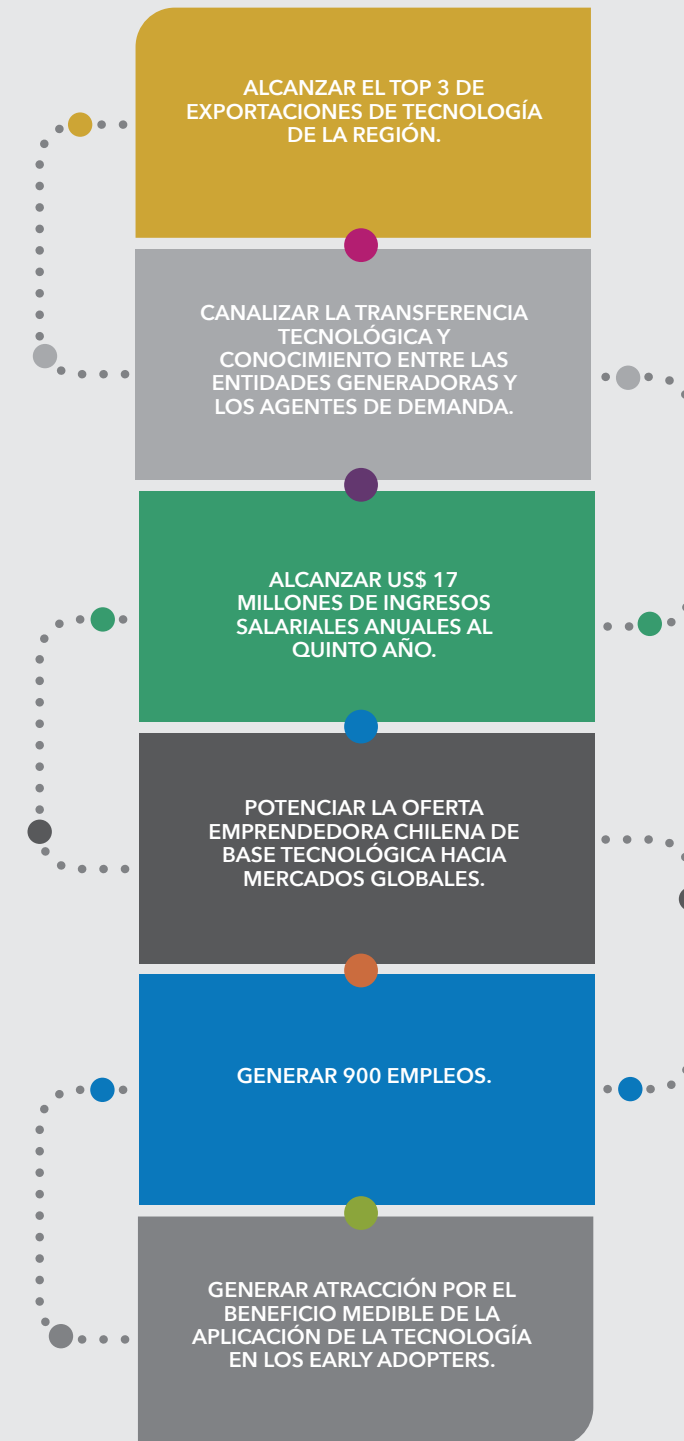 ALCANZAR EL TOP 3 DE
EXPORTACIONES DE TECNOLOGÍA
DE LA REGIÓN.
CANALIZAR LA TRANSFERENCIA
TECNOLÓGICA Y
CONOCIMIENTO ENTRE LAS
ENTIDADES GENERADORAS Y
LOS AGENTES DE DEMANDA.
ALCANZAR US$ 17
MILLONES DE INGRESOS
SALARIALES ANUALES AL
QUINTO AÑO.
POTENCIAR LA OFERTA
EMPRENDEDORA CHILENA DE
BASE TECNOLÓGICA HACIA
MERCADOS GLOBALES.
GENERAR 900 EMPLEOS.
GENERAR ATRACCIÓN POR EL
BENEFICIO MEDIBLE DE LA
APLICACIÓN DE LA TECNOLOGÍA
EN LOS EARLY ADOPTERS.